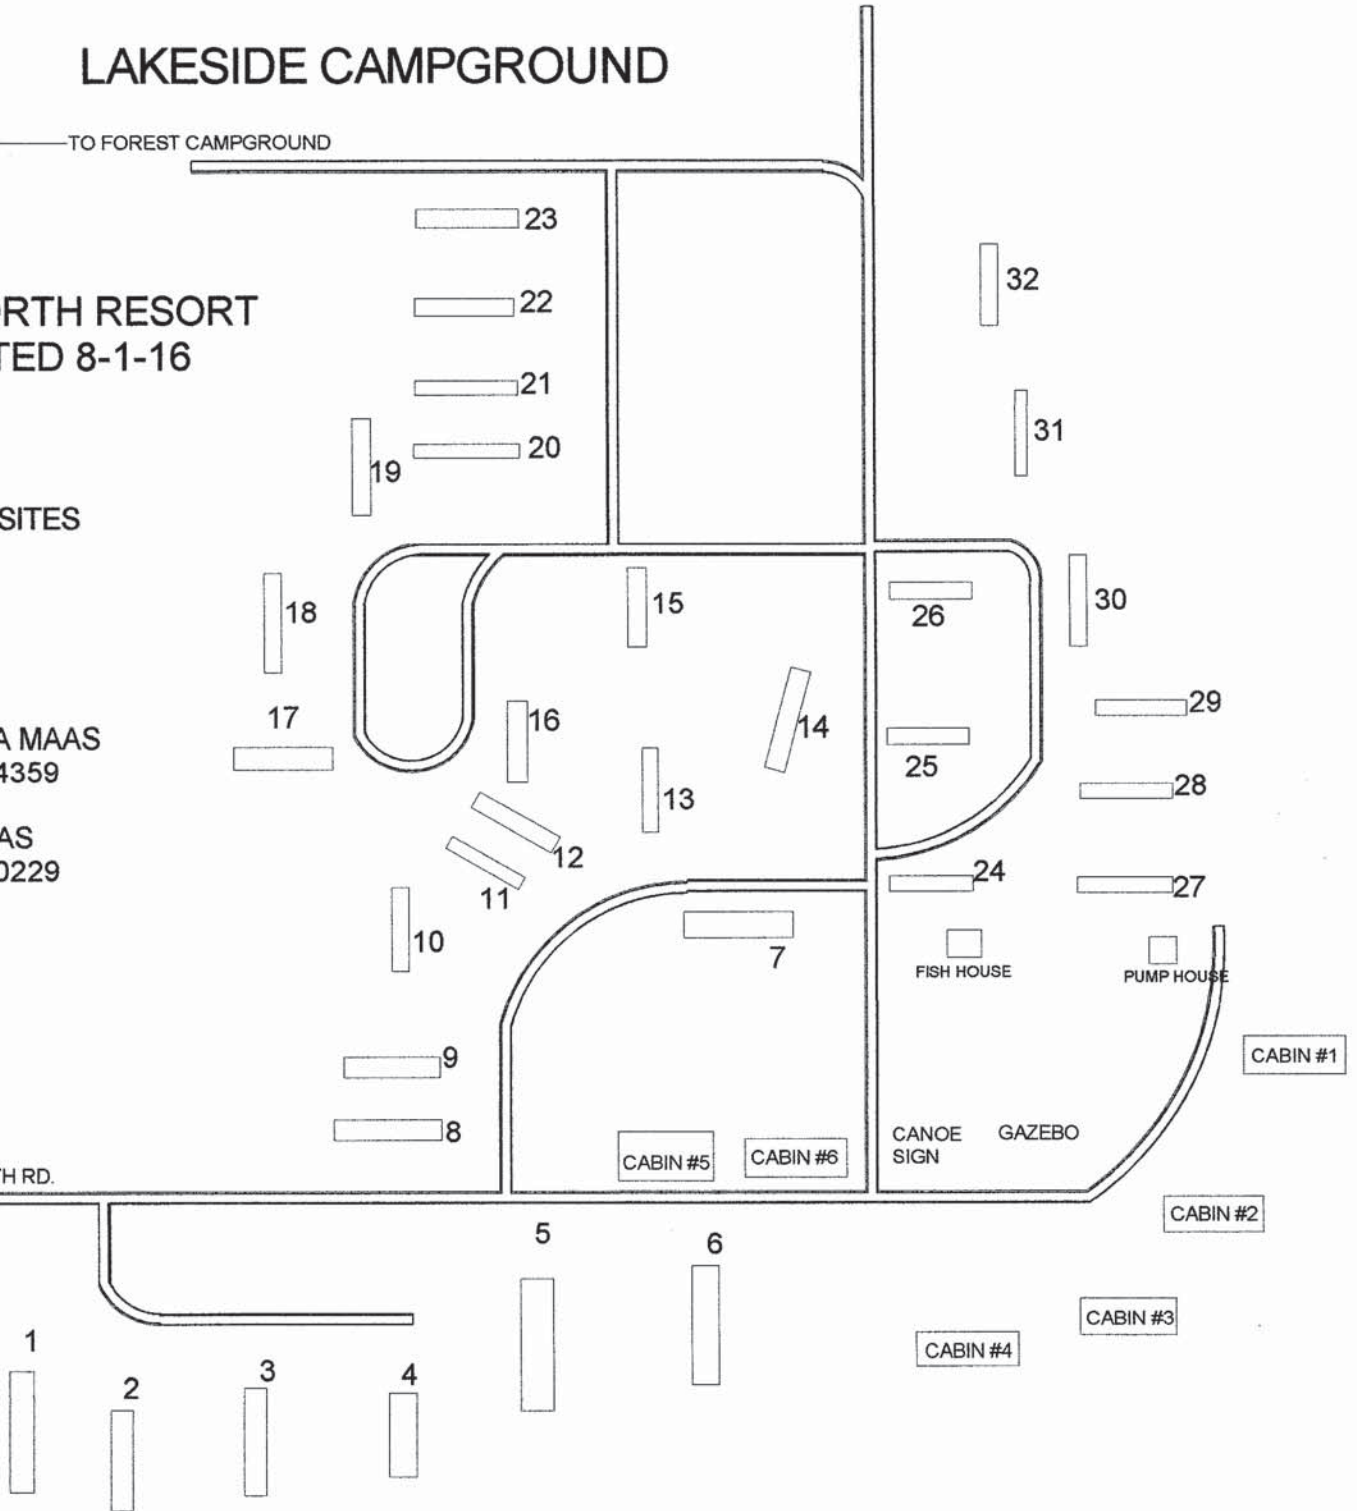 LAKESIDE CAMPGROUND
TO FOREST CAMPGROUND
23
32
22
RTH RESORT
TED 8-1-16
21
31
20
19
SITES
18
15
26
30
17
16
14
29
A MAAS
4359
25
13
28
AS
0229
12
11
24
27
10
7
FISH HOUSE
PUMP HOUSE
9
CABIN #1
8
CANOE
SIGN
GAZEBO
CABIN #5
CABIN #6
TH RD.
CABIN #2
5
6
CABIN #3
1
CABIN #4
2
3
4